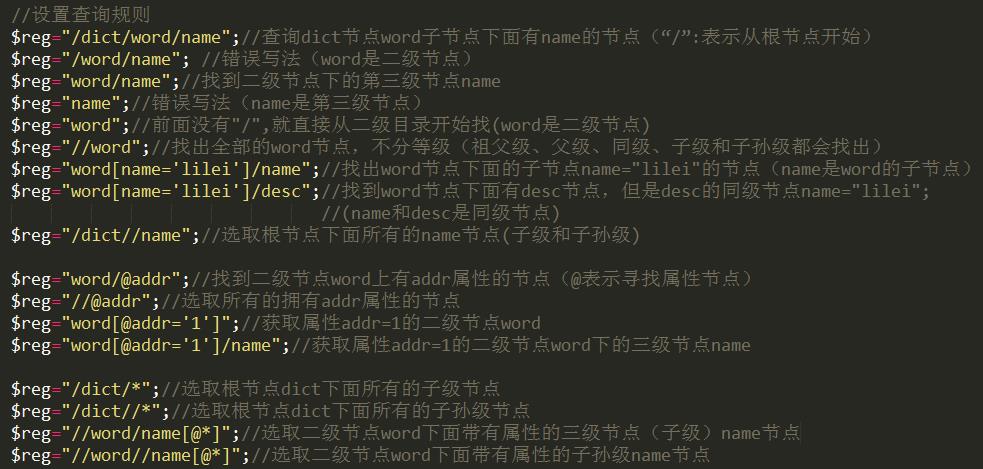 //设置查询规则
$reg="/dict/word/name";//查询dict节点word子节点下面有name的节点（“/”:表示从根节点开始）
$reg="/word/name"; //错误写法（word是二级节点）
$reg="word/name";//找到二级节点下的第三级节点name
$reg="name";//错误写法（name是第三级节点）
$reg="word";//前面没有"/",就直接从二级目录开始找(word是二级节点)
$reg="//word";//找出全部的word节点，不分等级（祖父级、父级、同级、子级和子孙级都会找出）
$reg="word[name='lilei']/name";//找出word节点下面的子节点name="lilei"的节点（name是word的子节点）
$reg="word[name='lilei']/desc";//找到word节点下面有desc节点，但是desc的同级节点name="lilei";
//(name和desc是同级节点)
$reg="/dict//name";//选取根节点下面所有的name节点(子级和子孙级)
$reg="word/@addr";//找到二级节点word上有addr属性的节点（@表示寻找属性节点）
$reg="//@addr";//选取所有的拥有addr属性的节点
$reg="word[@addr='1']";//获取属性addr=1的二级节点word
$reg="word[@addr='1']/name";//获取属性addr=1的二级节点word下的三级节点name
$reg="/dict/*";//选取根节点dict下面所有的子级节点
$reg="/dict//*";//选取根节点dict下面所有的子孙级节点
$reg="//word/name[@*]";//选取二级节点word下面带有属性的三级节点（子级）name节点
$reg="//word//name[@*]";//选取二级节点word下面带有属性的子孙级name节点